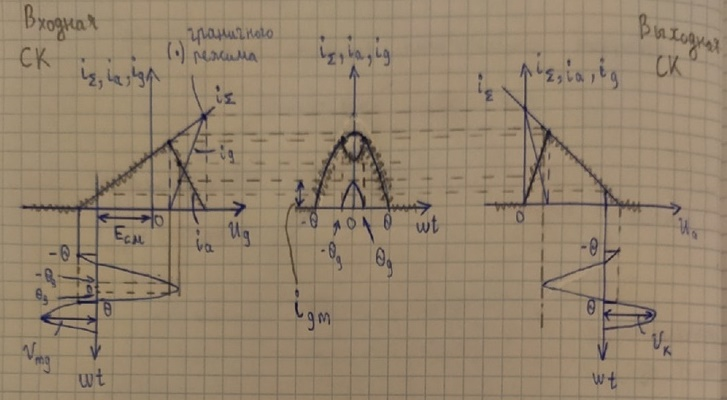 Входная
СК
(·) граничного
режима
Выходная
СК
i_Σ, i_a, i_g
i_Σ
i_g
i_a
0
E_см
U_g
i_Σ, i_a, i_g
-θ
0
θ
ωt
-θ_g
θ_g
i_gm
i_Σ
i_Σ, i_a, i_g
0
U_a
-θ
-θ_g
0
θ_g
θ
V_mg
ωt
-θ
θ
V_к
ωt